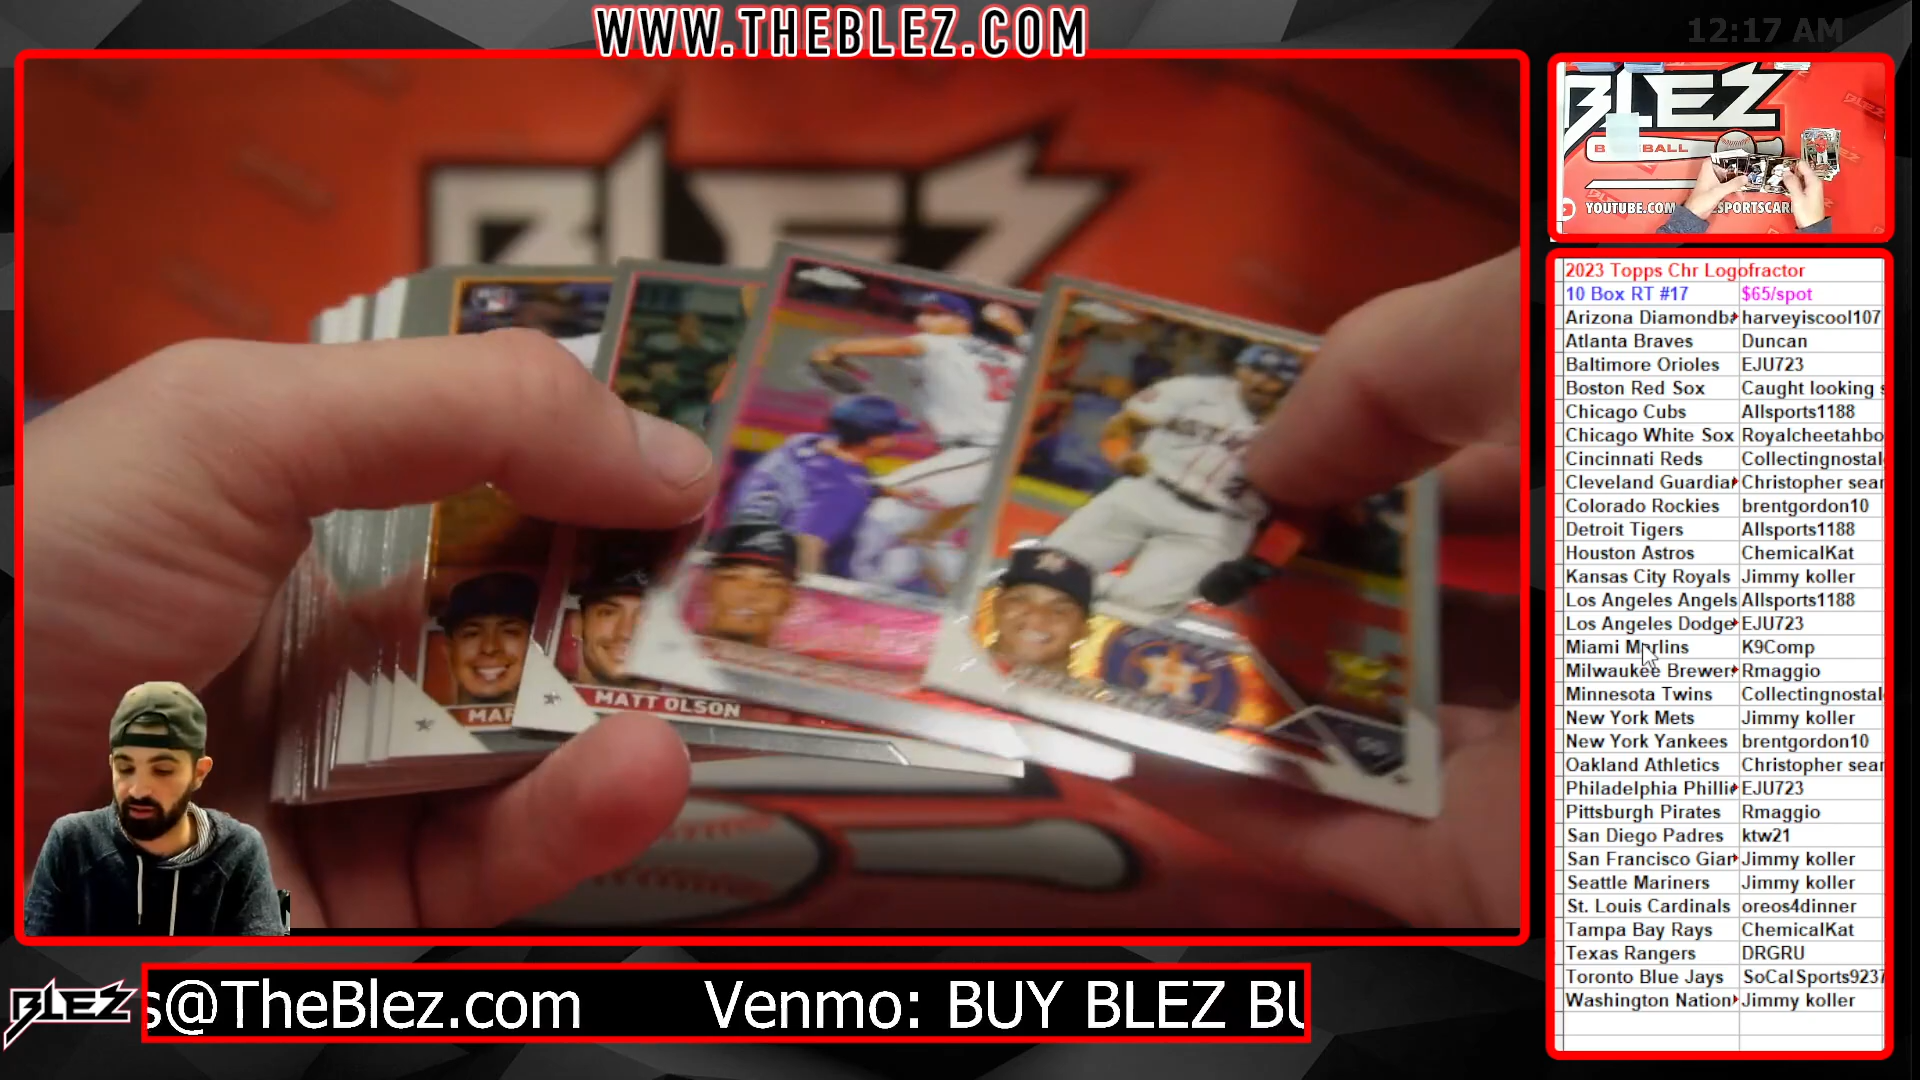 WWW.THEBLEZ.COM
12:17 AM
BLEZ
BLEZ
YOUTUBE.COM
MATT OLSON
MAR
2023 Topps Chr Logofractor
10 Box RT #17 $65/spot
Arizona Diamondba harveyiscool107
Atlanta Braves Duncan
Baltimore Orioles EJU723
Boston Red Sox Caught looking s
Chicago Cubs Allsports1188
Chicago White Sox Royalcheetahbo
Cincinnati Reds Collectingnostal
Cleveland Guardia Christopher sear
Colorado Rockies brentgordon10
Detroit Tigers Allsports1188
Houston Astros ChemicalKat
Kansas City Royals Jimmy koller
Los Angeles Angels Allsports1188
Los Angeles Dodge EJU723
Miami Marlins K9Comp
Milwaukee Brewer Rmaggio
Minnesota Twins Collectingnostal
New York Mets Jimmy koller
New York Yankees brentgordon10
Oakland Athletics Christopher sear
Philadelphia Phillie EJU723
Pittsburgh Pirates Rmaggio
San Diego Padres ktw21
San Francisco Gian Jimmy koller
Seattle Mariners Jimmy koller
St. Louis Cardinals oreos4dinner
Tampa Bay Rays ChemicalKat
Texas Rangers DRGRU
Toronto Blue Jays SoCalSports9237
Washington Nation Jimmy koller
BLEZ
s@TheBlez.com Venmo: BUY BLEZ BU